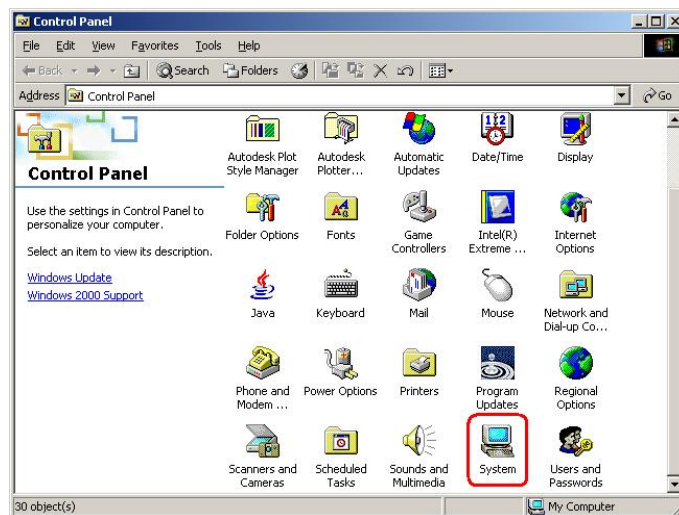 Control Panel
File Edit View Favorites Tools Help
Back Search Folders
Address Control Panel Go
Control Panel
Use the settings in Control Panel to
personalize your computer.
Select an item to view its description.
Windows Update
Windows 2000 Support
Autodesk Plot
Style Manager
Autodesk
Plotter...
Automatic
Updates
Date/Time
Display
Folder Options
Fonts
Game
Controllers
Intel(R)
Extreme ...
Internet
Options
Java
Keyboard
Mail
Mouse
Network and
Dial-up Co...
Phone and
Modem ...
Power Options
Printers
Program
Updates
Regional
Options
Scanners and
Cameras
Scheduled
Tasks
Sounds and
Multimedia
System
Users and
Passwords
30 object(s)
My Computer